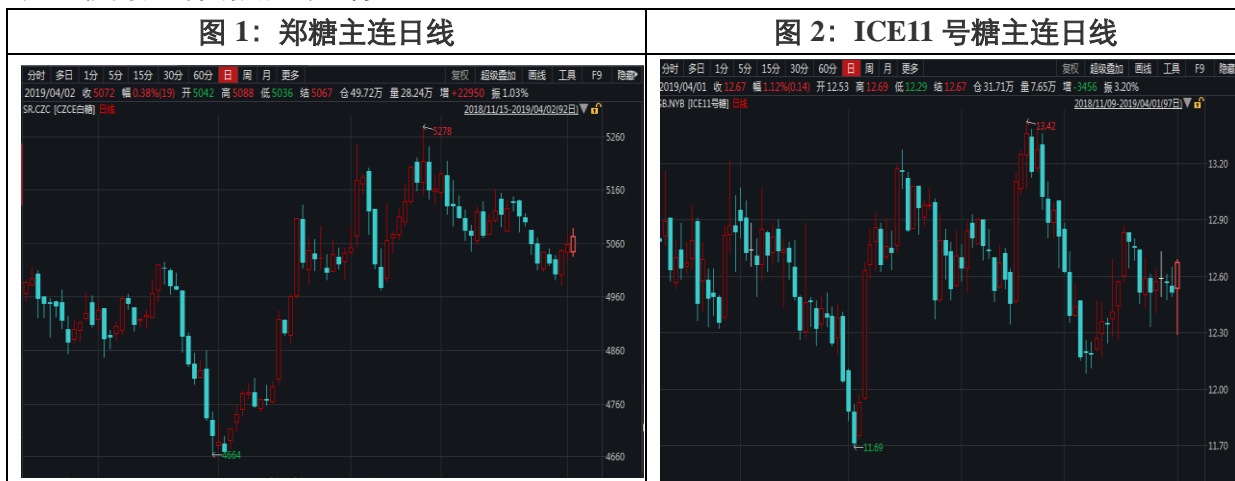 图 1：郑糖主连日线
图 2：ICE11 号糖主连日线
分时 多日 1分 5分 15分 30分 60分 日 周 月 更多 复权 超级叠加 画线 工具 F9 隐藏
2019/04/02 收5072 幅0.38%(19) 开5042 高5088 低5036 结5067 仓49.72万 量28.24万 增+22950 振1.03%
SR.CZC [CZCE白糖] 日线 2018/11/15-2019/04/02(92日)
5278
5260
5160
5060
4960
4860
4760
4664
4660
分时 多日 1分 5分 15分 30分 60分 日 周 月 更多 复权 超级叠加 画线 工具 F9 隐藏
2019/04/01 收12.67 幅1.12%(0.14) 开12.53 高12.69 低12.29 结12.67 仓31.71万 量7.65万 增-3456 振3.20%
SB.NYB [ICE11号糖] 日线 2018/11/09-2019/04/01(97日)
13.42
13.20
12.90
12.60
12.30
12.00
11.70
11.69